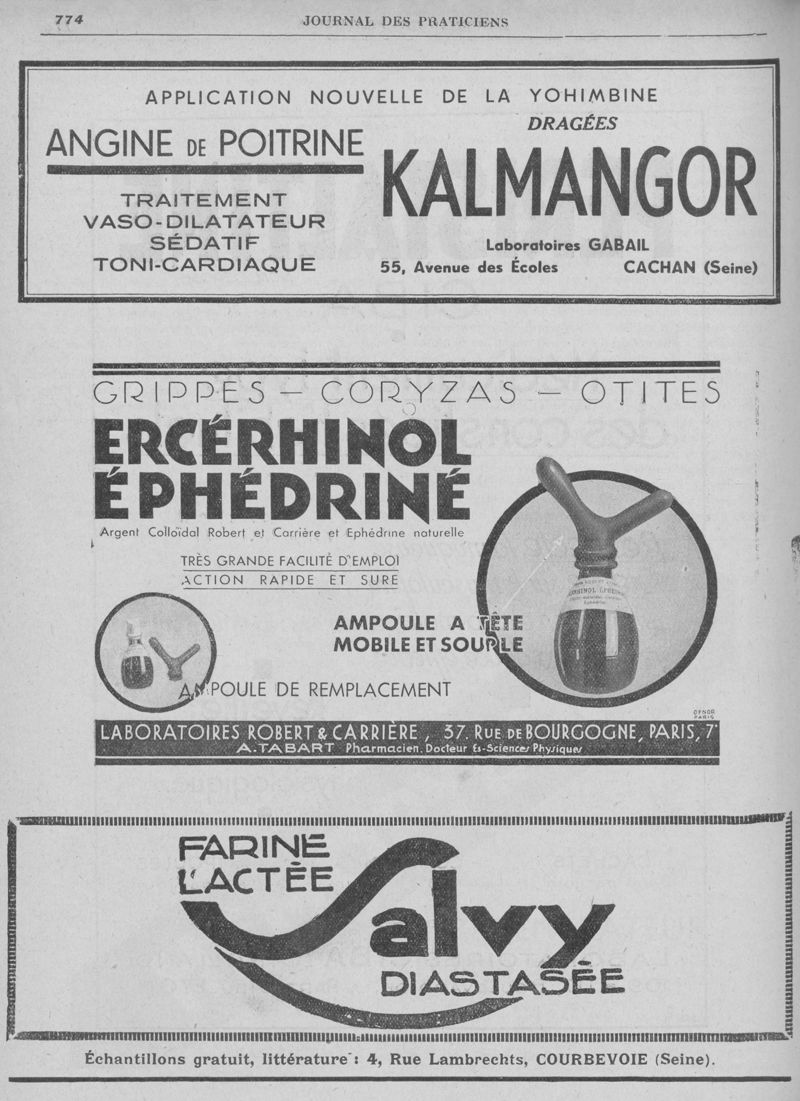 774
JOURNAL DES PRATICIENS
APPLICATION NOUVELLE DE LA YOHIMBINE
ANGINE DE POITRINE
TRAITEMENT
VASO-DILATATEUR
SÉDATIF
TONI-CARDIAQUE
DRAGÉES
KALMANGOR
Laboratoires GABAIL
55, Avenue des Écoles CACHAN (Seine)
GRIPPES — CORYZAS — OTITES
ERCÉRHINOL
ÉPHÉDRINÉ
Argent Colloïdal Robert et Carrière et Ephédrine naturelle
TRÈS GRANDE FACILITÉ D'EMPLOI
ACTION RAPIDE ET SURE
AMPOULE A TÊTE
MOBILE ET SOUPLE
AMPOULE DE REMPLACEMENT
OFNOR
PARIS
LABORATOIRES ROBERT & CARRIÈRE, 37. RUE DE BOURGOGNE, PARIS, 7e
A. TABART Pharmacien. Docteur Es-Sciences Physiques
FARINE
LACTÉE
Salvy
DIASTASÉE
Échantillons gratuit, littérature : 4, Rue Lambrechts, COURBEVOIE (Seine).